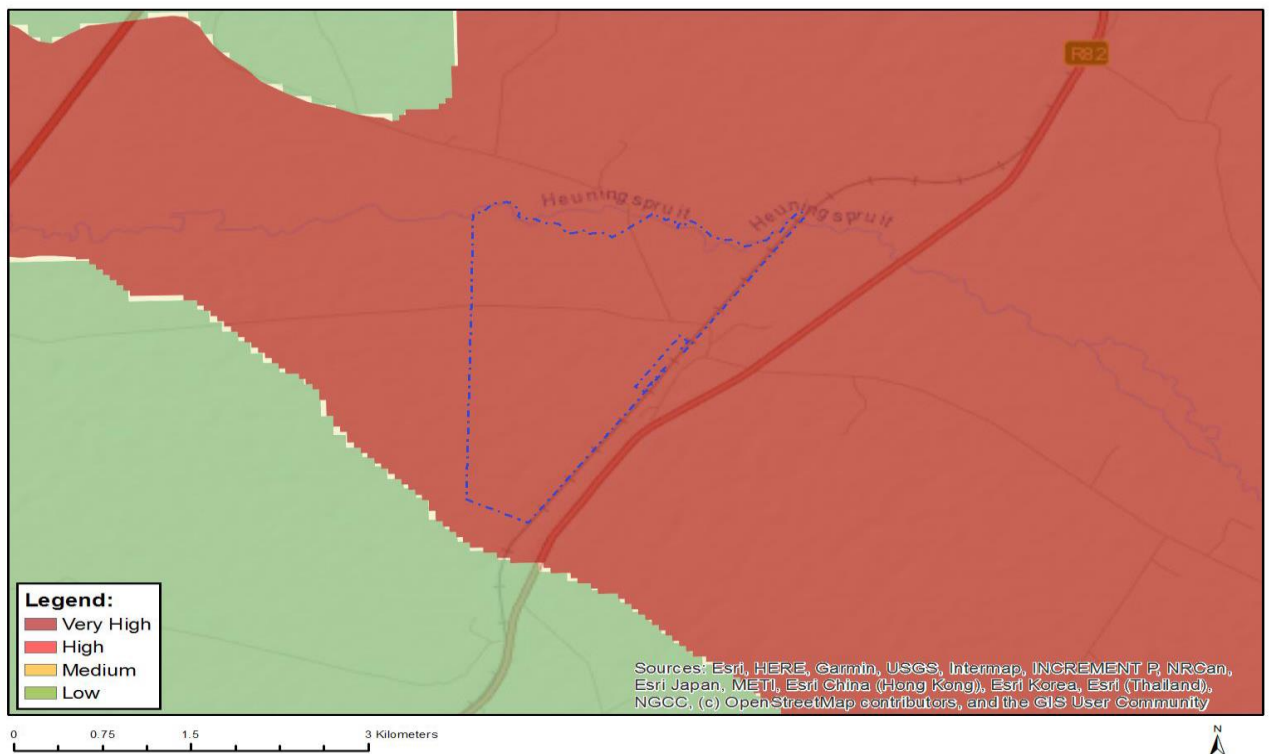 R82
Heuningspruit
Heuningspruit
Legend:
Very High
High
Medium
Low
Sources: Esri, HERE, Garmin, USGS, Intermap, INCREMENT P, NRCan,
Esri Japan, METI, Esri China (Hong Kong), Esri Korea, Esri (Thailand),
NGCC, (c) OpenStreetMap contributors, and the GIS User Community
0 0.75 1.5 3 Kilometers
N